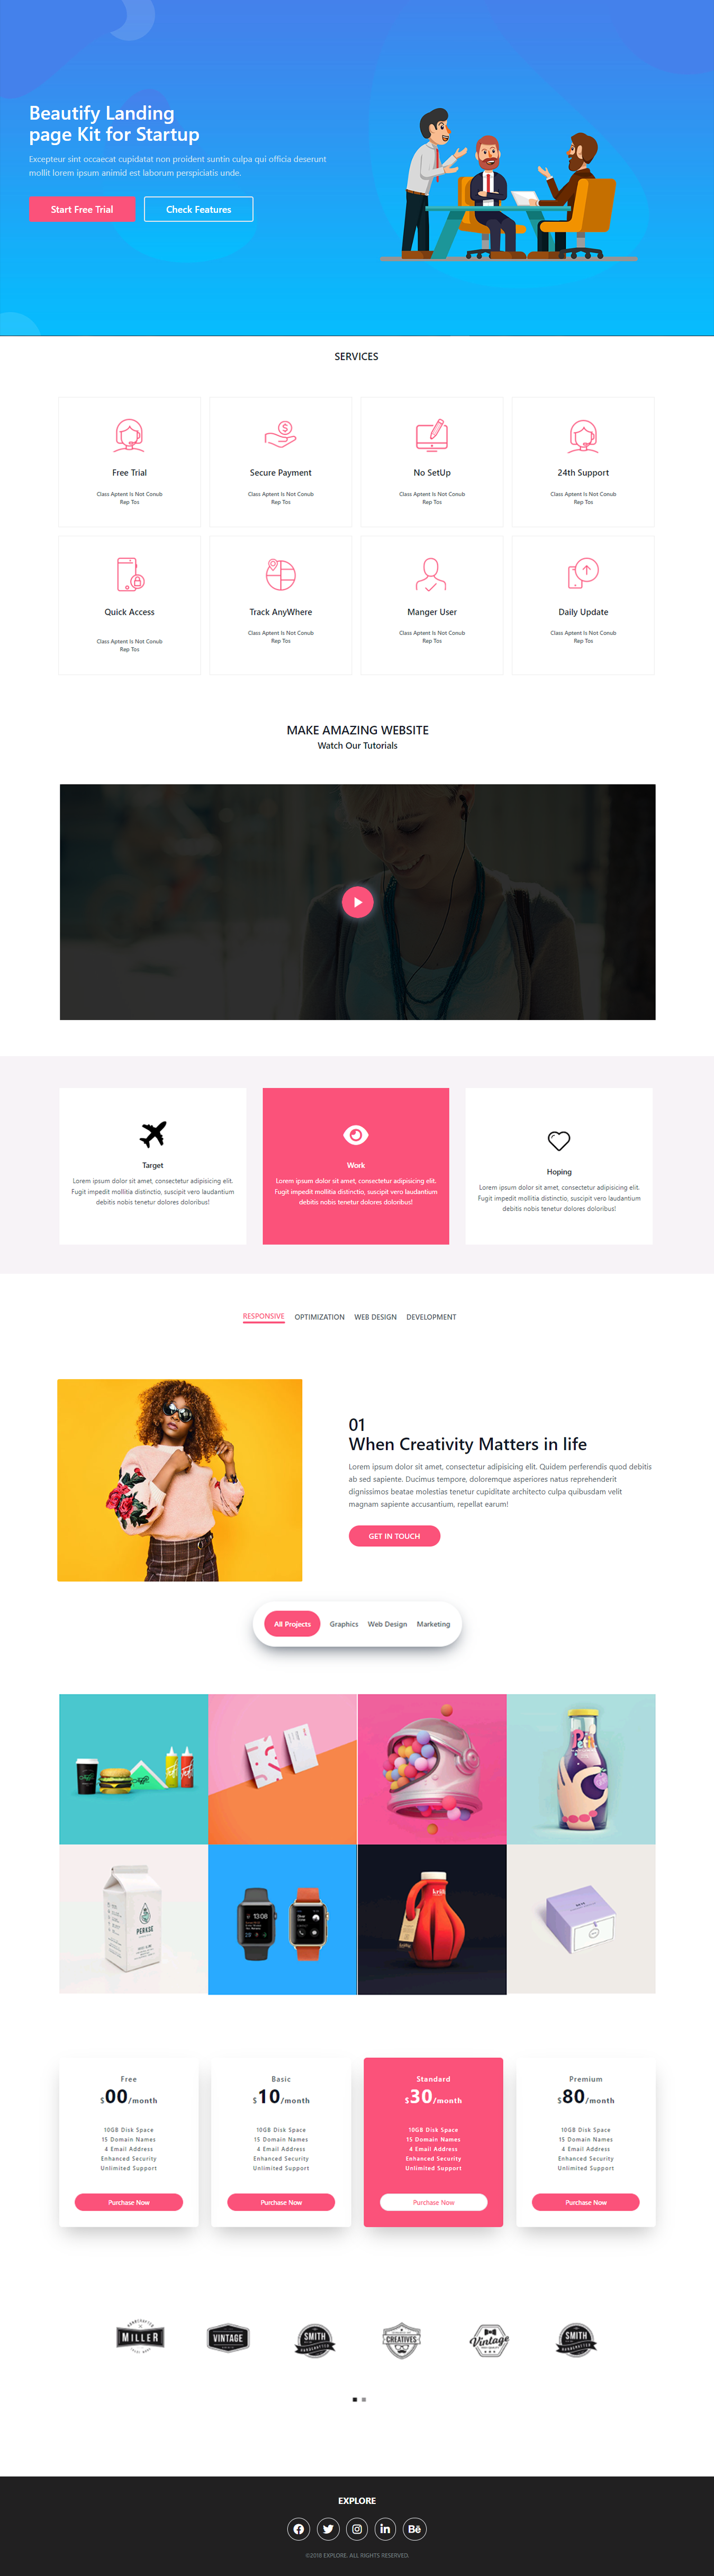 Beautify Landing
page Kit for Startup
Excepteur sint occaecat cupidatat non proident suntin culpa qui officia deserunt
mollit lorem ipsum animid est laborum perspiciatis unde.
Start Free Trial
Check Features
SERVICES
Free Trial
Class Aptent Is Not Conub
Rep Tos
Secure Payment
Class Aptent Is Not Conub
Rep Tos
No SetUp
Class Aptent Is Not Conub
Rep Tos
24th Support
Class Aptent Is Not Conub
Rep Tos
Quick Access
Class Aptent Is Not Conub
Rep Tos
Track AnyWhere
Class Aptent Is Not Conub
Rep Tos
Manger User
Class Aptent Is Not Conub
Rep Tos
Daily Update
Class Aptent Is Not Conub
Rep Tos
MAKE AMAZING WEBSITE
Watch Our Tutorials
Target
Lorem ipsum dolor sit amet, consectetur adipisicing elit.
Fugit impedit mollitia distinctio, suscipit vero laudantium
debitis nobis tenetur dolores doloribus!
Work
Lorem ipsum dolor sit amet, consectetur adipisicing elit.
Fugit impedit mollitia distinctio, suscipit vero laudantium
debitis nobis tenetur dolores doloribus!
Hoping
Lorem ipsum dolor sit amet, consectetur adipisicing elit.
Fugit impedit mollitia distinctio, suscipit vero laudantium
debitis nobis tenetur dolores doloribus!
RESPONSIVE OPTIMIZATION WEB DESIGN DEVELOPMENT
01
When Creativity Matters in life
Lorem ipsum dolor sit amet, consectetur adipisicing elit. Quidem perferendis quod debitis
ab sed sapiente. Ducimus tempore, doloremque asperiores natus reprehenderit
dignissimos beatae molestias tenetur cupiditate architecto culpa quibusdam velit
magnam sapiente accusantium, repellat earum!
GET IN TOUCH
All Projects Graphics Web Design Marketing
PERKSE
13:08
Free
$00/month
10GB Disk Space
15 Domain Names
4 Email Address
Enhanced Security
Unlimited Support
Purchase Now
Basic
$10/month
10GB Disk Space
15 Domain Names
4 Email Address
Enhanced Security
Unlimited Support
Purchase Now
Standard
$30/month
10GB Disk Space
15 Domain Names
4 Email Address
Enhanced Security
Unlimited Support
Purchase Now
Premium
$80/month
10GB Disk Space
15 Domain Names
4 Email Address
Enhanced Security
Unlimited Support
Purchase Now
MILLER
VINTAGE
SMITH
HANDCRAFTED
CREATIVES
Vintage
SMITH
HANDCRAFTED
EXPLORE
Bē
©2018 EXPLORE. ALL RIGHTS RESERVED.